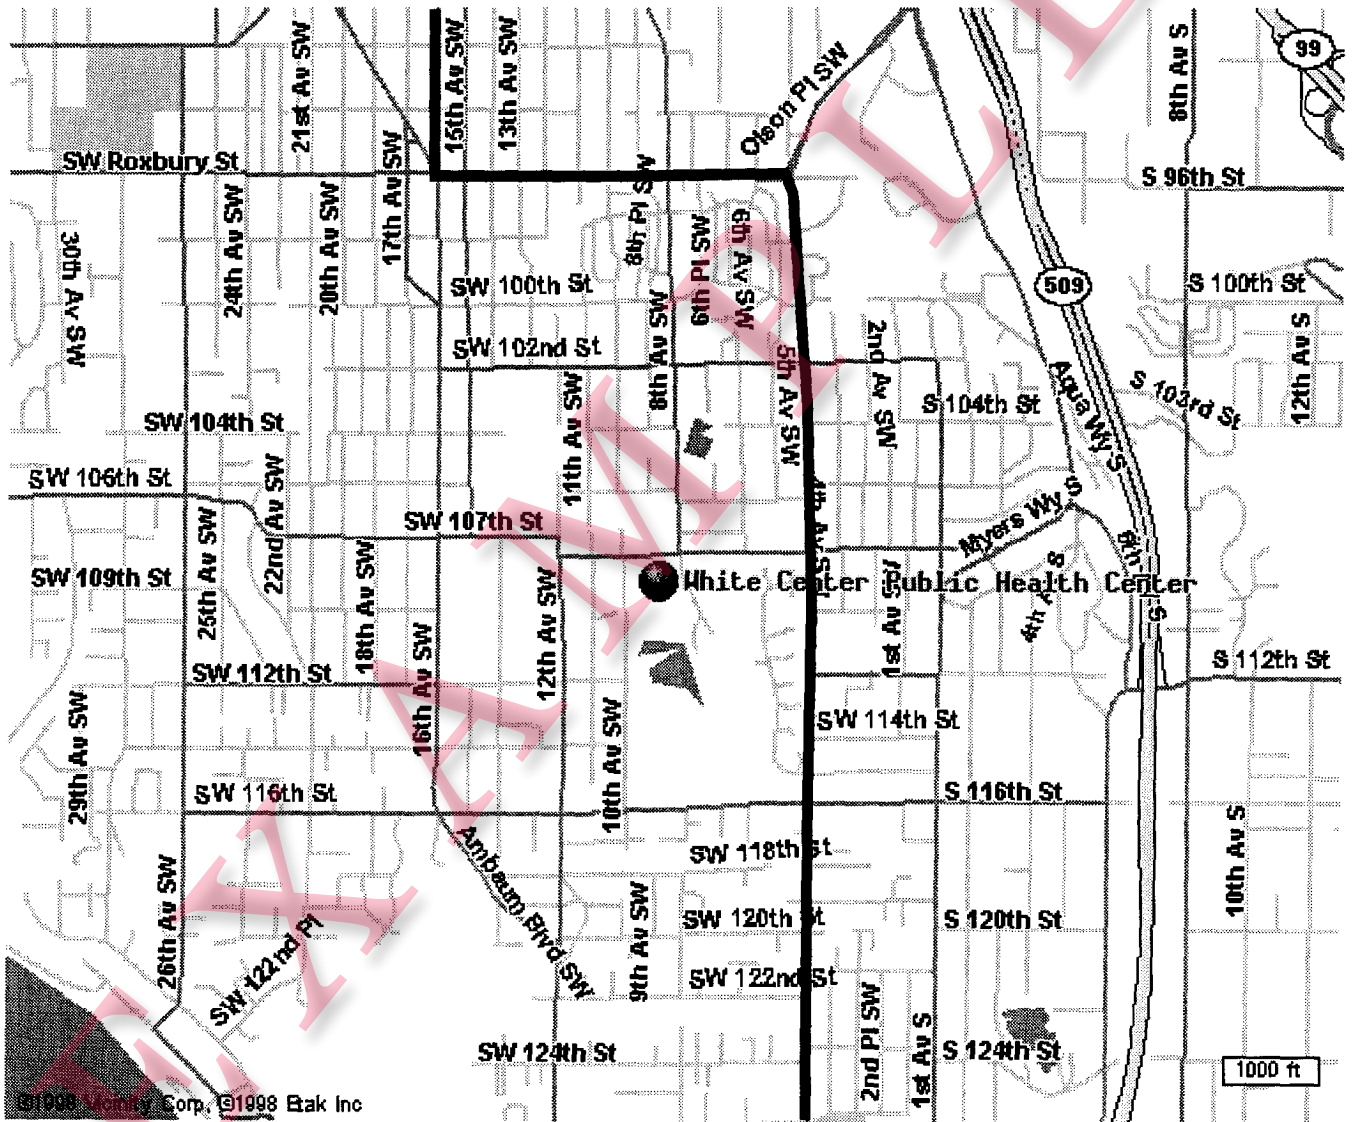 21st Av SW
15th Av SW
13th Av SW
Olson Pl SW
8th Av S
99
SW Roxbury St
17th Av SW
8th Pl SW
S 96th St
30th Av SW
24th Av SW
20th Av SW
6th Pl SW
6th Av SW
SW 100th St
509
S 100th St
SW 102nd St
8th Av SW
5th Av SW
2nd Av SW
Aqua Wy S
S 103rd St
12th Av S
SW 104th St
11th Av SW
S 104th St
SW 106th St
22nd Av SW
SW 107th St
4th Av SW
Myers Wy S
25th Av SW
SW 109th St
18th Av SW
12th Av SW
White Center Public Health Center
1st Av SW
4th Av S
8th
S
SW 112th St
S 112th St
16th Av SW
29th Av SW
10th Av SW
SW 114th St
SW 116th St
S 116th St
Ambaum Blvd SW
SW 118th St
10th Av S
26th Av SW
SW 122nd Pl
9th Av SW
SW 120th St
S 120th St
SW 122nd St
SW 124th St
2nd Pl SW
1st Av S
S 124th St
1000 ft
©1998 Vicinity Corp, ©1998 Etak Inc
EXAMPLE